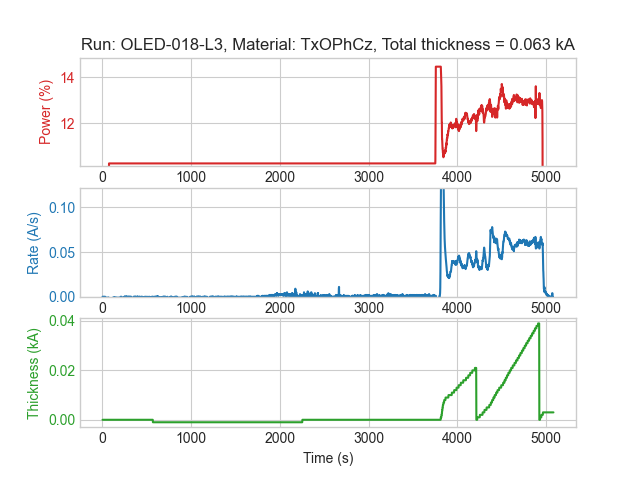 Run: OLED-018-L3, Material: TxOPhCz, Total thickness = 0.063 kA
Power (%)
14
12
0 1000 2000 3000 4000 5000
Rate (A/s)
0.10
0.05
0.00
0 1000 2000 3000 4000 5000
Thickness (kA)
0.04
0.02
0.00
0 1000 2000 3000 4000 5000
Time (s)